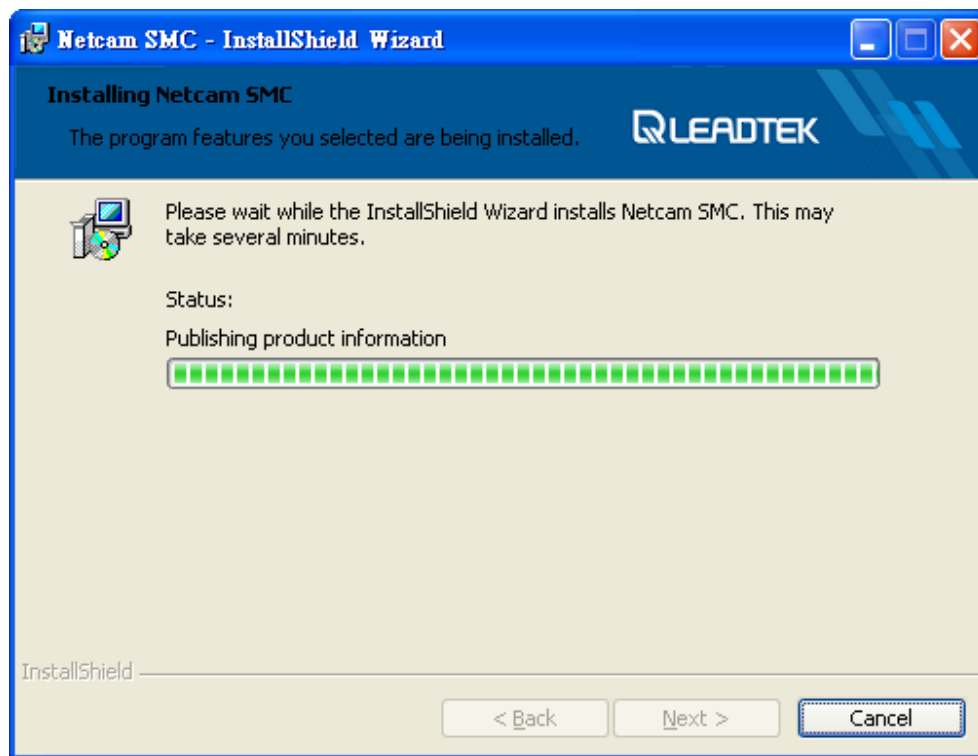 Netcam SMC - InstallShield Wizard
Installing Netcam SMC
The program features you selected are being installed.
LEADTEK
Please wait while the InstallShield Wizard installs Netcam SMC. This may
take several minutes.
Status:
Publishing product information
InstallShield
< Back
Next >
Cancel